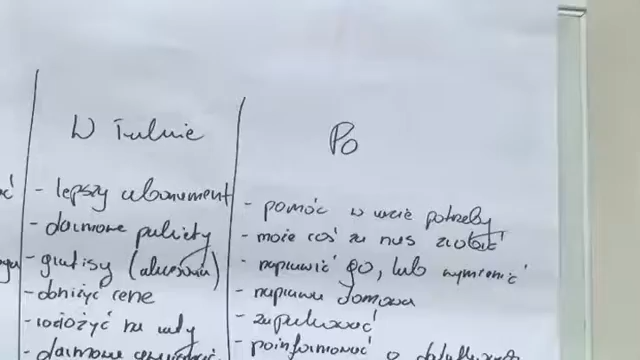 W trakcie
- lepszy abonament
- darmowe pakiety
- gratisy (akcesoria)
- obniżyć cenę
- rozłożyć na raty
- darmowe
Po
- pomóc w razie potrzeby
- może coś za nas zrobić
- naprawić go, lub wymienić
- naprawa domowa
- zapakować
- poinformować o